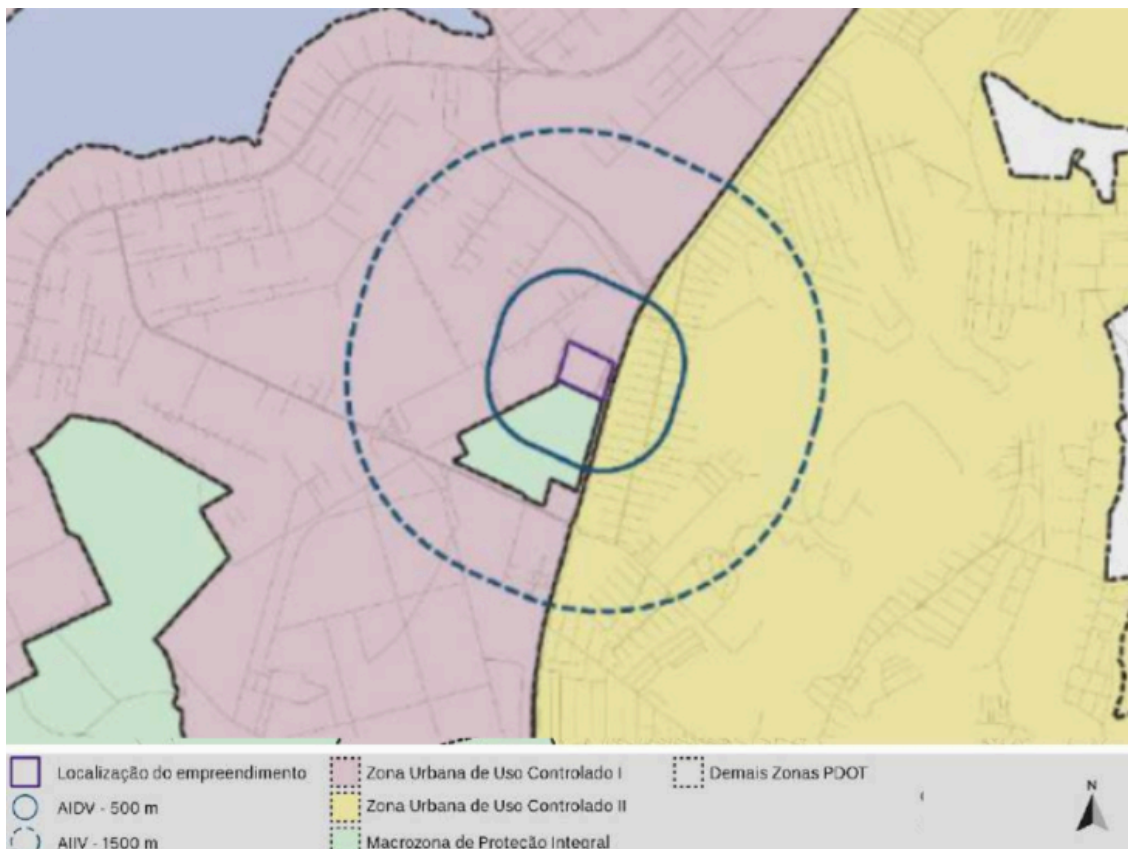 Localização do empreendimento
Zona Urbana de Uso Controlado I
Demais Zonas PDOT
AIDV - 500 m
Zona Urbana de Uso Controlado II
AIIV - 1500 m
Macrozona de Proteção Integral
N